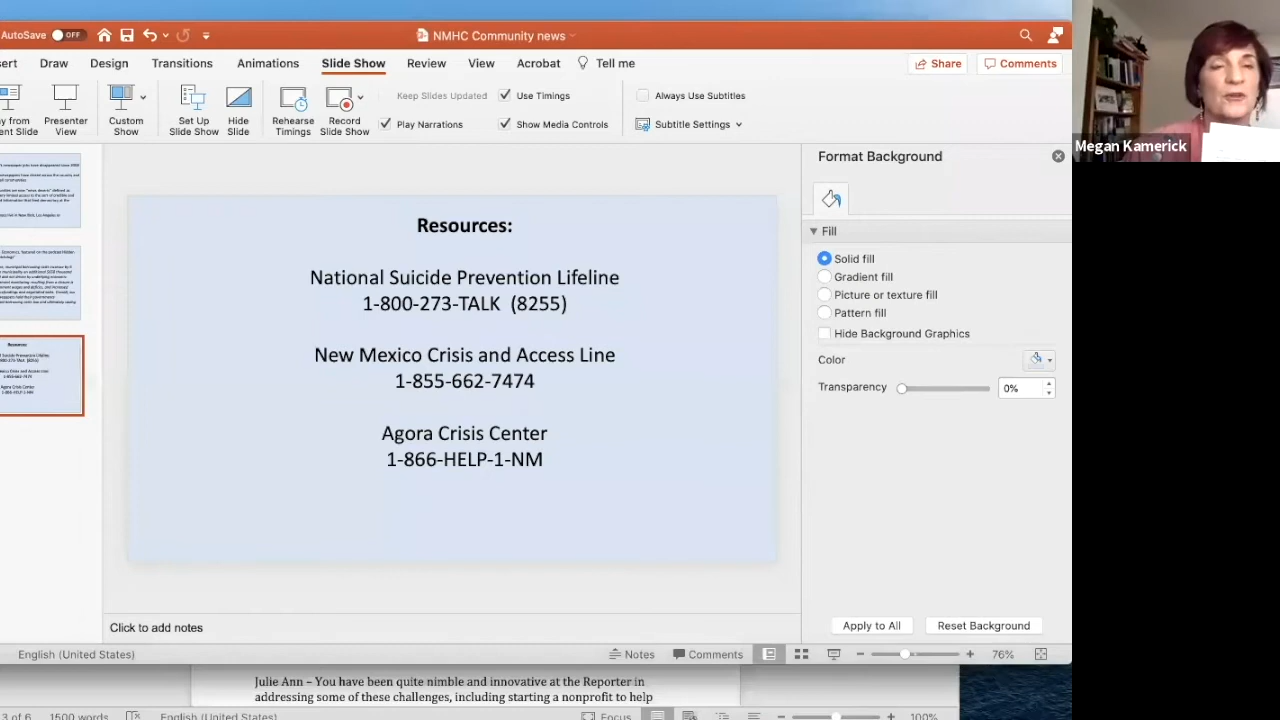 AutoSave OFF
NMHC Community news
ert Draw Design Transitions Animations Slide Show Review View Acrobat Tell me Share Comments
y from
ent Slide
Presenter
View
Custom
Show
Set Up
Slide Show
Hide
Slide
Rehearse
Timings
Record
Slide Show
Keep Slides Updated
Play Narrations
Use Timings
Show Media Controls
Always Use Subtitles
Subtitle Settings
Megan Kamerick
Format Background
Fill
Solid fill
Gradient fill
Picture or texture fill
Pattern fill
Hide Background Graphics
Color
Transparency 0%
Apply to All Reset Background
Resources:
National Suicide Prevention Lifeline
1-800-273-TALK (8255)
New Mexico Crisis and Access Line
1-855-662-7474
Agora Crisis Center
1-866-HELP-1-NM
Click to add notes
English (United States) Notes Comments 76%
Julie Ann – You have been quite nimble and innovative at the Reporter in
addressing some of these challenges, including starting a nonprofit to help
3 of 6 1500 words English (United States) Focus 100%